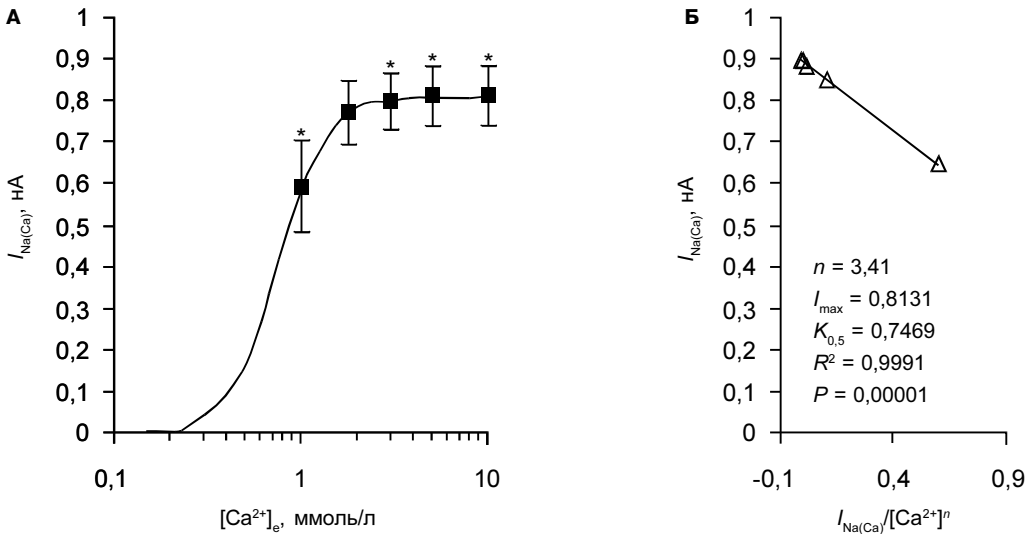 А
1
0,9
0,8
0,7
0,6
0,5
0,4
0,3
0,2
0,1
0
I Na(Ca), нА
*
*
*
*
0,1
1
10
[Ca²⁺]e, ммоль/л
Б
1
0,9
0,8
0,7
0,6
0,5
0,4
0,3
0,2
0,1
0
I Na(Ca), нА
n = 3,41
Imax = 0,8131
K0,5 = 0,7469
R² = 0,9991
P = 0,00001
-0,1
0,4
0,9
I Na(Ca)/[Ca²⁺]ⁿ